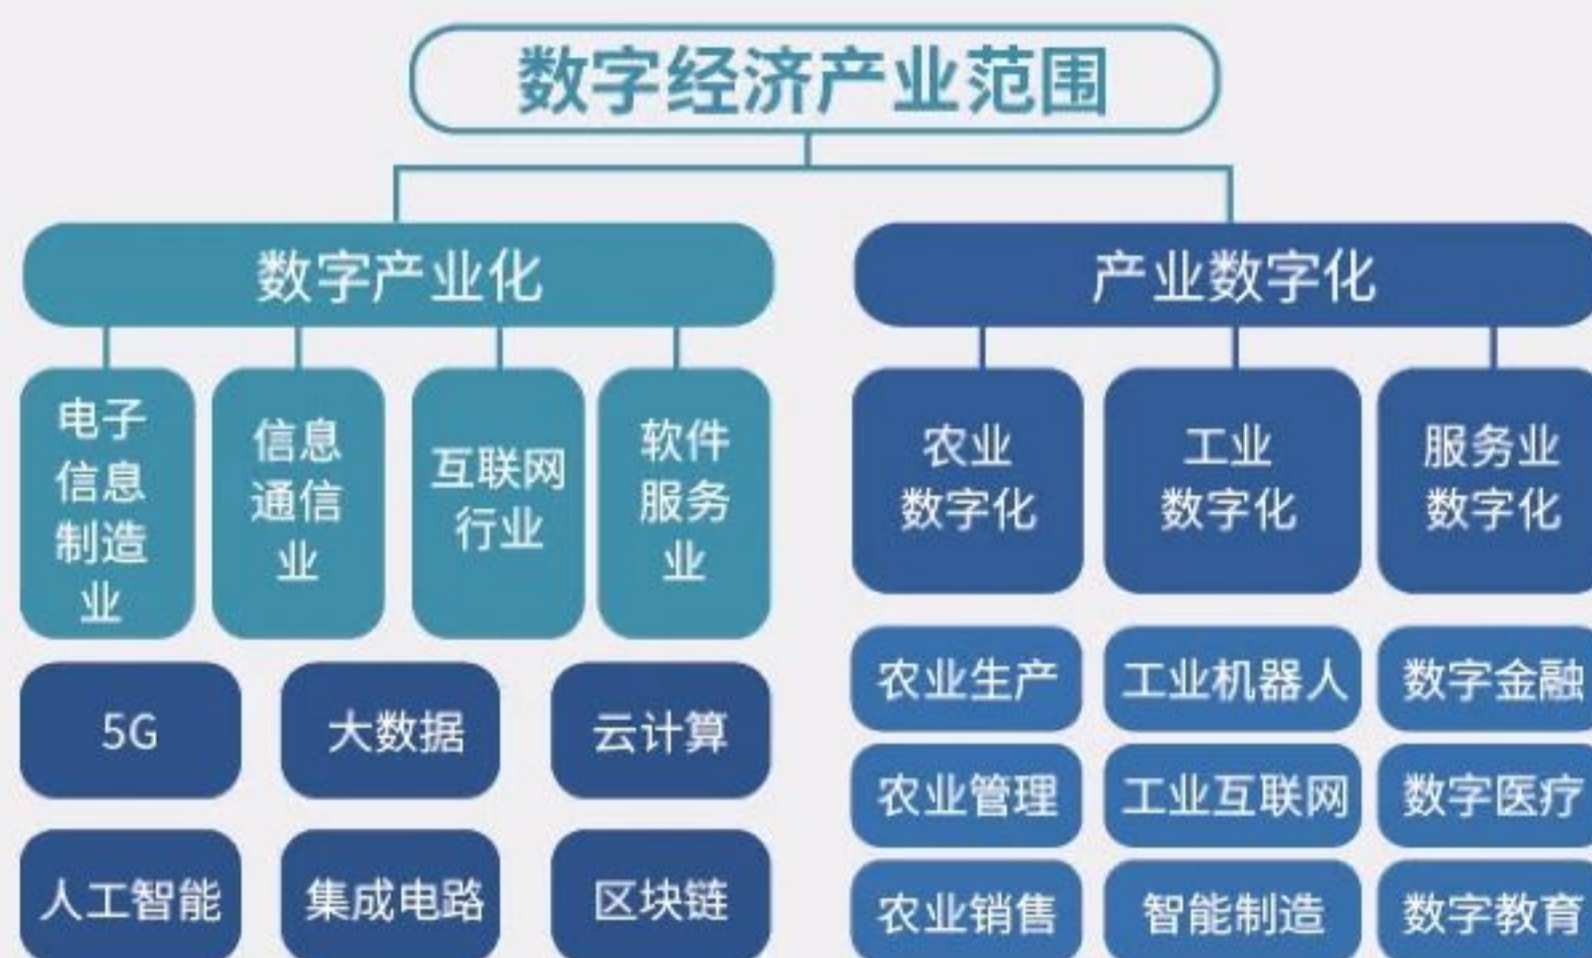 数字经济产业范围
数字产业化
产业数字化
电子
信息
制造
业
信息
通信
业
互联网
行业
软件
服务
业
农业
数字化
工业
数字化
服务业
数字化
5G
大数据
云计算
人工智能
集成电路
区块链
农业生产
工业机器人
数字金融
农业管理
工业互联网
数字医疗
农业销售
智能制造
数字教育